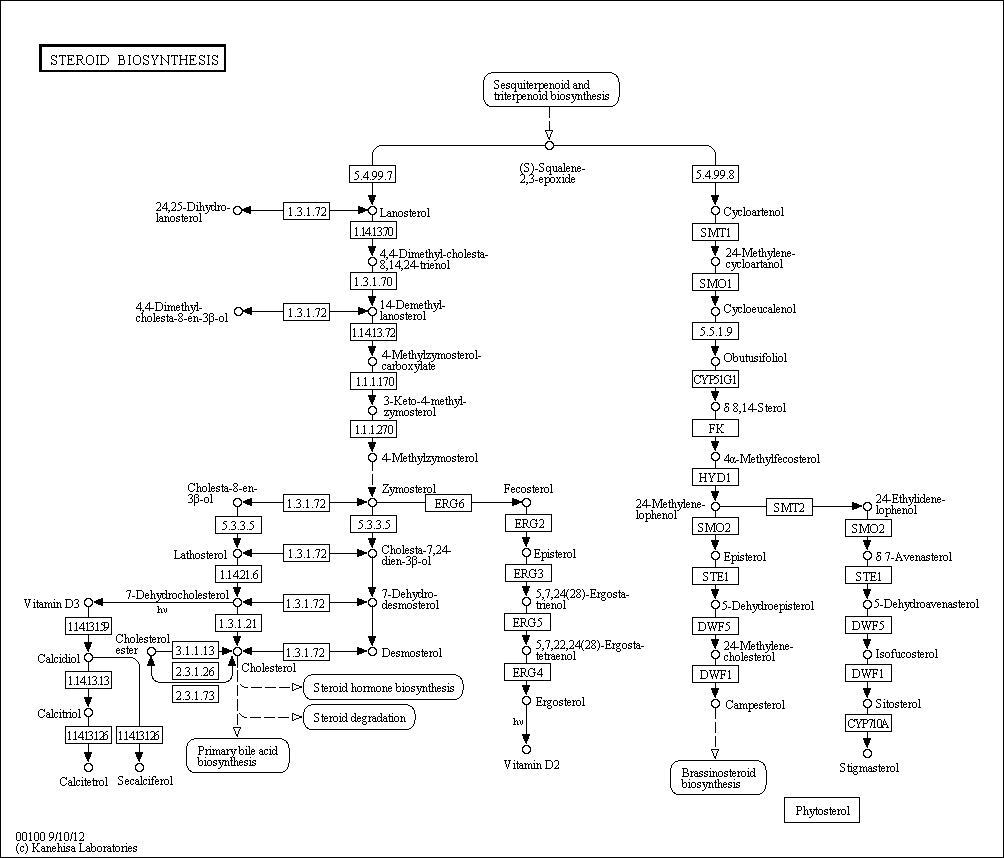 STEROID BIOSYNTHESIS
Sesquiterpenoid and
triterpenoid biosynthesis
(S)-Squalene-
2,3-epoxide
5.4.99.7
5.4.99.8
24,25-Dihydro-
lanosterol
1.3.1.72
Lanosterol
Cycloartenol
1.14.13.70
SMT1
4,4-Dimethyl-cholesta-
8,14,24-trienol
24-Methylene-
cycloartanol
1.3.1.70
SMO1
4,4-Dimethyl-
cholesta-8-en-3β-ol
1.3.1.72
14-Demethyl-
lanosterol
Cycloeucalenol
1.14.13.72
5.5.1.9
4-Methylzymosterol-
carboxylate
Obtusifoliol
1.1.1.170
CYP51G1
3-Keto-4-methyl-
zymosterol
δ 8,14-Sterol
1.1.1.270
FK
4-Methylzymosterol
4α-Methylfecosterol
HYD1
Cholesta-8-en-
3β-ol
1.3.1.72
Zymosterol
ERG6
Fecosterol
24-Methylene-
lophenol
SMT2
24-Ethylidene-
lophenol
5.3.3.5
5.3.3.5
ERG2
SMO2
SMO2
Lathosterol
1.3.1.72
Cholesta-7,24-
dien-3β-ol
Episterol
Episterol
δ 7-Avenasterol
1.14.21.6
ERG3
STE1
STE1
Vitamin D3
hν
7-Dehydrocholesterol
1.3.1.72
7-Dehydro-
desmosterol
5,7,24(28)-Ergosta-
trienol
5-Dehydroepisterol
5-Dehydroavenasterol
1.14.13.159
1.3.1.21
ERG5
DWF5
DWF5
Calcidiol
Cholesterol
ester
3.1.1.13
2.3.1.26
2.3.1.73
Cholesterol
1.3.1.72
Desmosterol
5,7,22,24(28)-Ergosta-
tetraenol
24-Methylene-
cholesterol
Isofucosterol
1.14.13.13
ERG4
DWF1
DWF1
Steroid hormone biosynthesis
Calcitriol
Steroid degradation
Ergosterol
Campesterol
Sitosterol
1.14.13.126
1.14.13.126
hν
CYP710A
Primary bile acid
biosynthesis
Calcitetrol
Secalciferol
Vitamin D2
Brassinosteroid
biosynthesis
Stigmasterol
Phytosterol
00100 9/10/12
(c) Kanehisa Laboratories